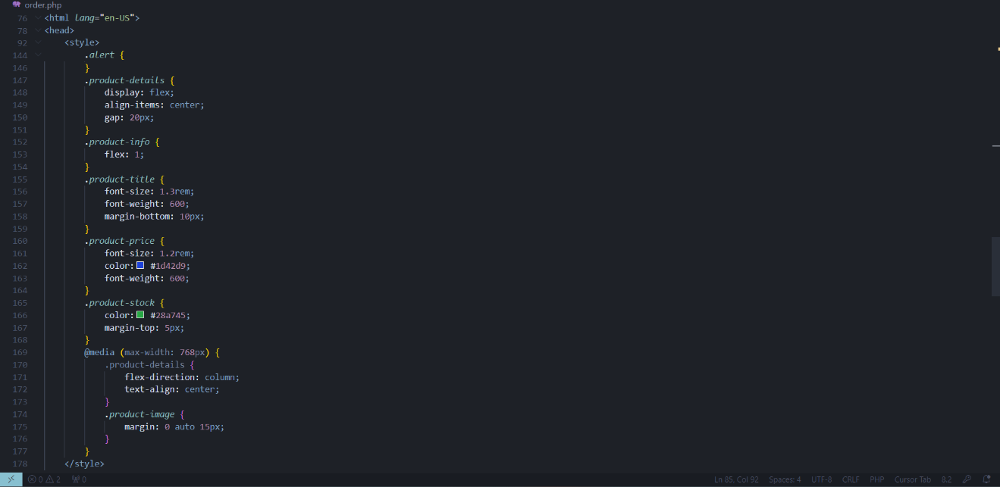 order.php
76 <html lang="en-US">
78 <head>
92 <style>
144 .alert {
146 }
147 .product-details {
148 display: flex;
149 align-items: center;
150 gap: 20px;
151 }
152 .product-info {
153 flex: 1;
154 }
155 .product-title {
156 font-size: 1.3rem;
157 font-weight: 600;
158 margin-bottom: 10px;
159 }
160 .product-price {
161 font-size: 1.2rem;
162 color: #1d42d9;
163 font-weight: 600;
164 }
165 .product-stock {
166 color: #28a745;
167 margin-top: 5px;
168 }
169 @media (max-width: 768px) {
170 .product-details {
171 flex-direction: column;
172 text-align: center;
173 }
174 .product-image {
175 margin: 0 auto 15px;
176 }
177 }
178 </style>
0 2 0 Ln 85, Col 92 Spaces: 4 UTF-8 CRLF PHP Cursor Tab 8.2